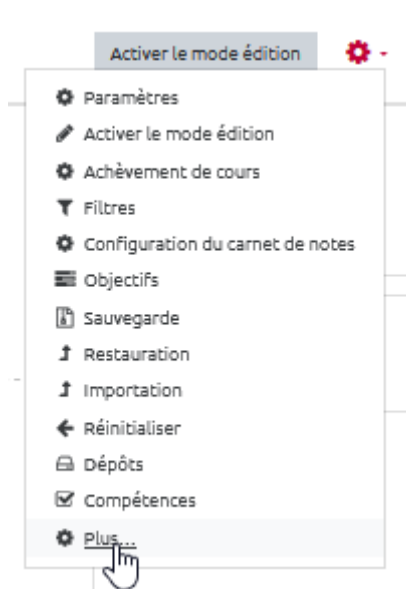 Activer le mode édition
Paramètres
Activer le mode édition
Achèvement de cours
Filtres
Configuration du carnet de notes
Objectifs
Sauvegarde
Restauration
Importation
Réinitialiser
Dépôts
Compétences
Plus...